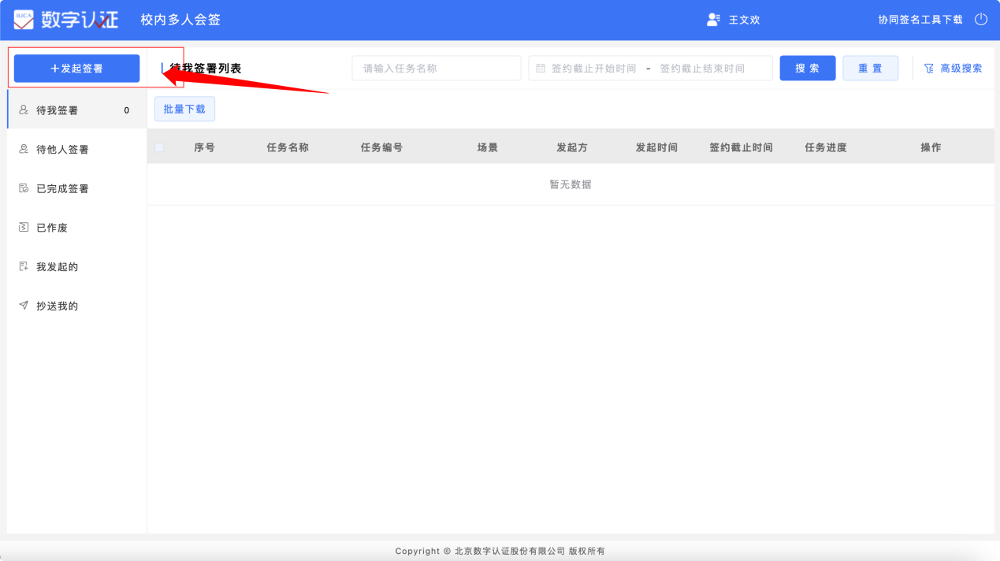 BJCA 数字认证 校内多人会签 王文欢 协同签名工具下载
+发起签署 待我签署列表 请输入任务名称 签约截止开始时间 - 签约截止结束时间 搜 索 重 置 高级搜索
待我签署 0 批量下载
待他人签署 序号 任务名称 任务编号 场景 发起方 发起时间 签约截止时间 任务进度 操作
已完成签署 暂无数据
已作废
我发起的
抄送我的
Copyright © 北京数字认证股份有限公司 版权所有